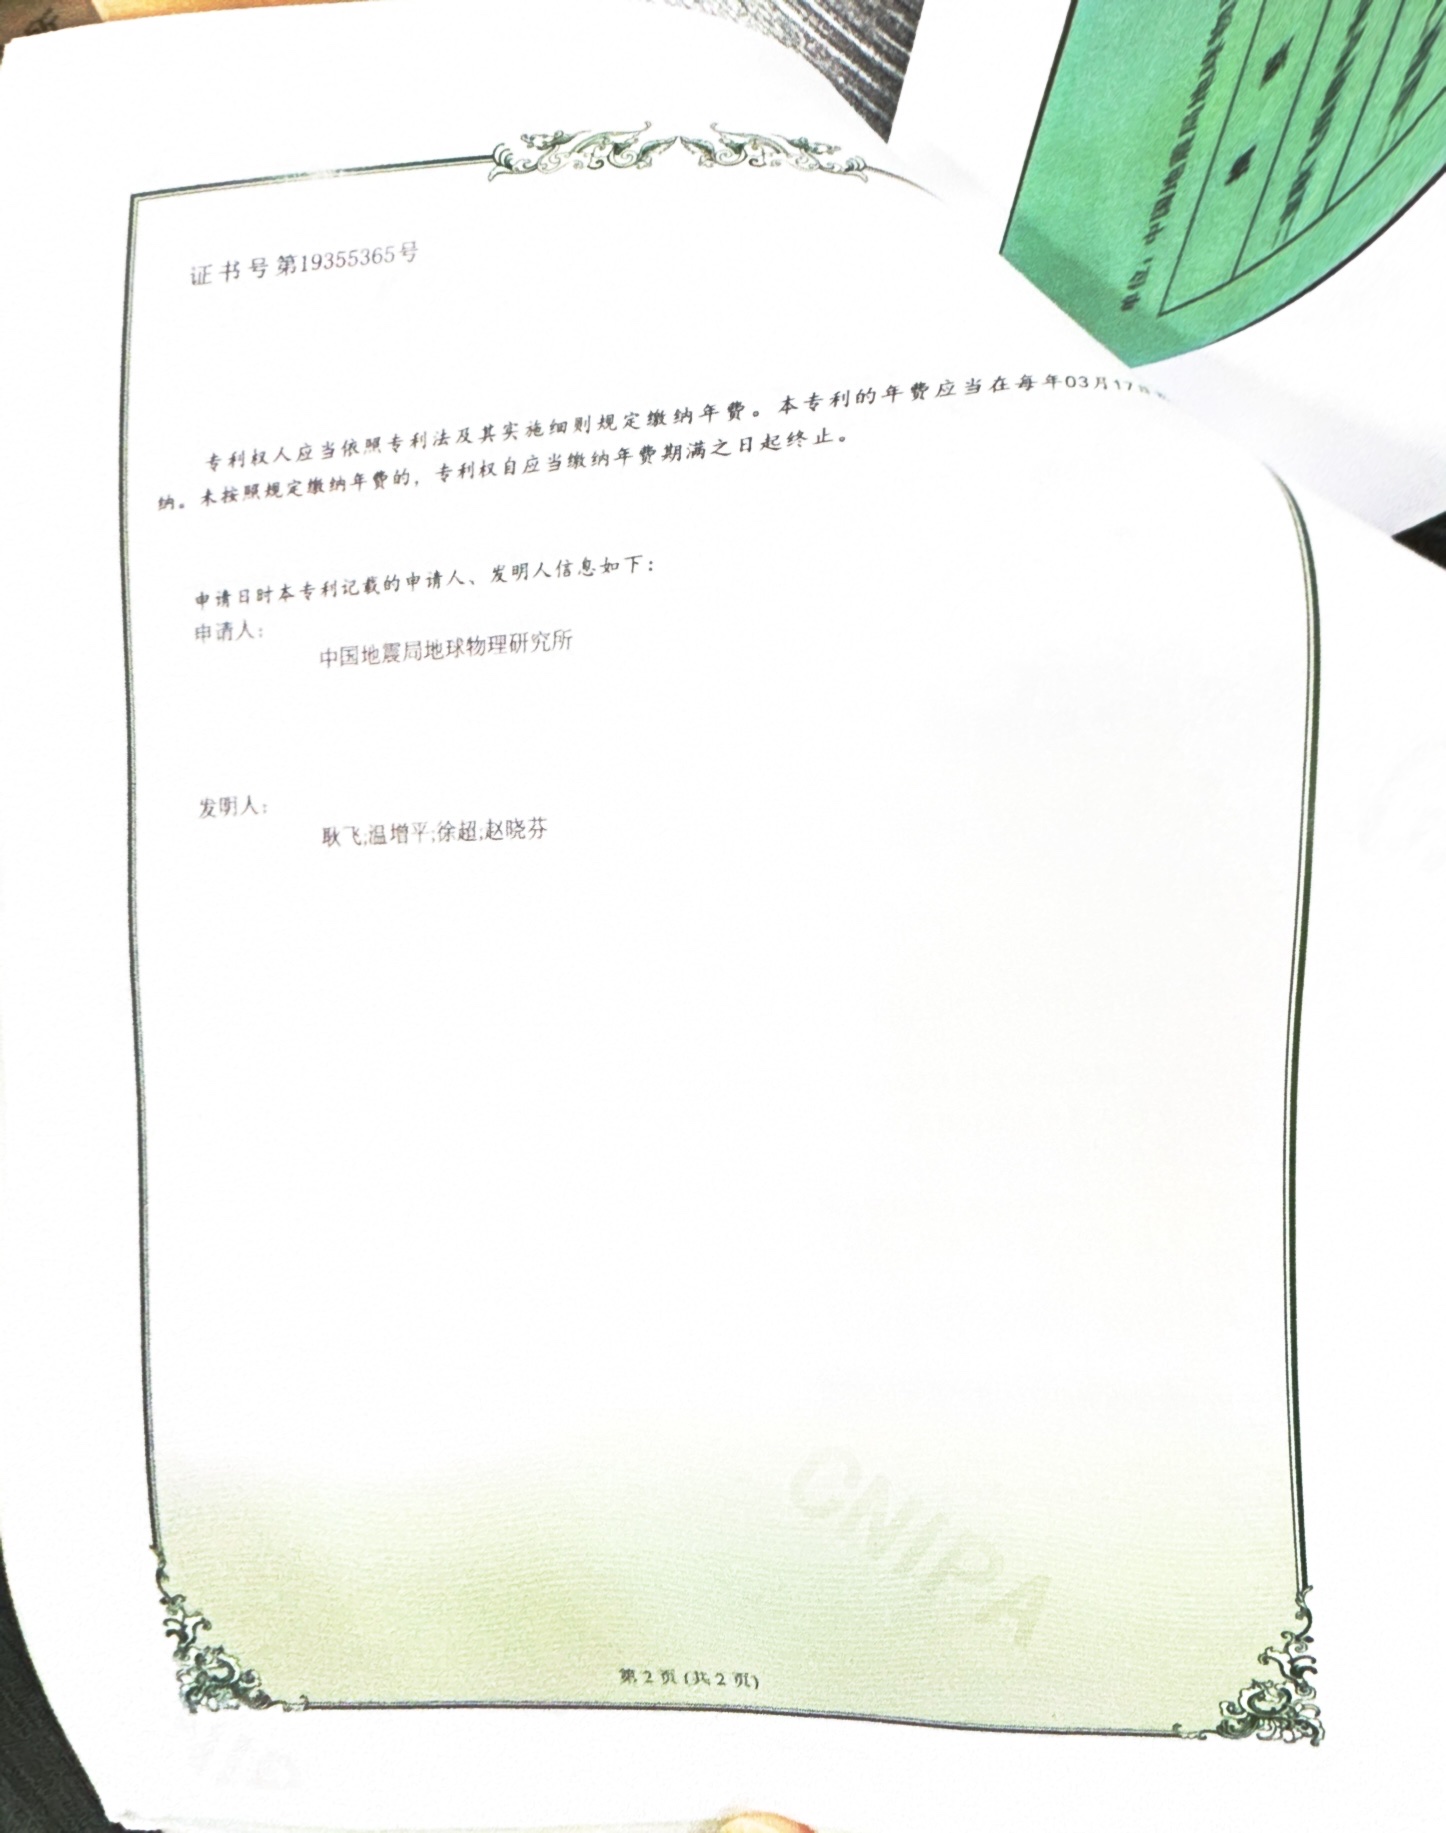 证书号第19355365号
专利权人应当依照专利法及其实施细则规定缴纳年费。本专利的年费应当在每年03月17日
纳。未按照规定缴纳年费的，专利权自应当缴纳年费期满之日起终止。
申请日时本专利记载的申请人、发明人信息如下：
申请人：
中国地震局地球物理研究所
发明人：
耿飞;温增平;徐超;赵晓芬
CNIPA
第 2 页 (共 2 页)
单位：中国地震局地球物